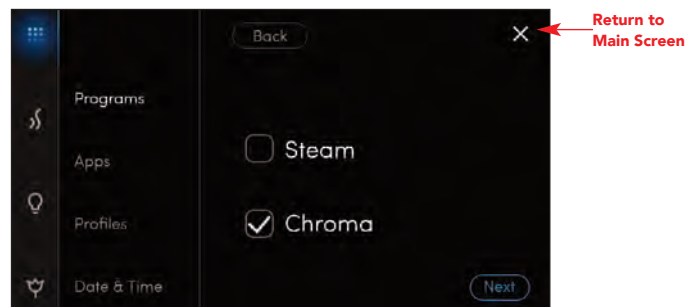 Back
Return to
Main Screen
Programs
Steam
Apps
Profiles
Chroma
Date & Time
Next